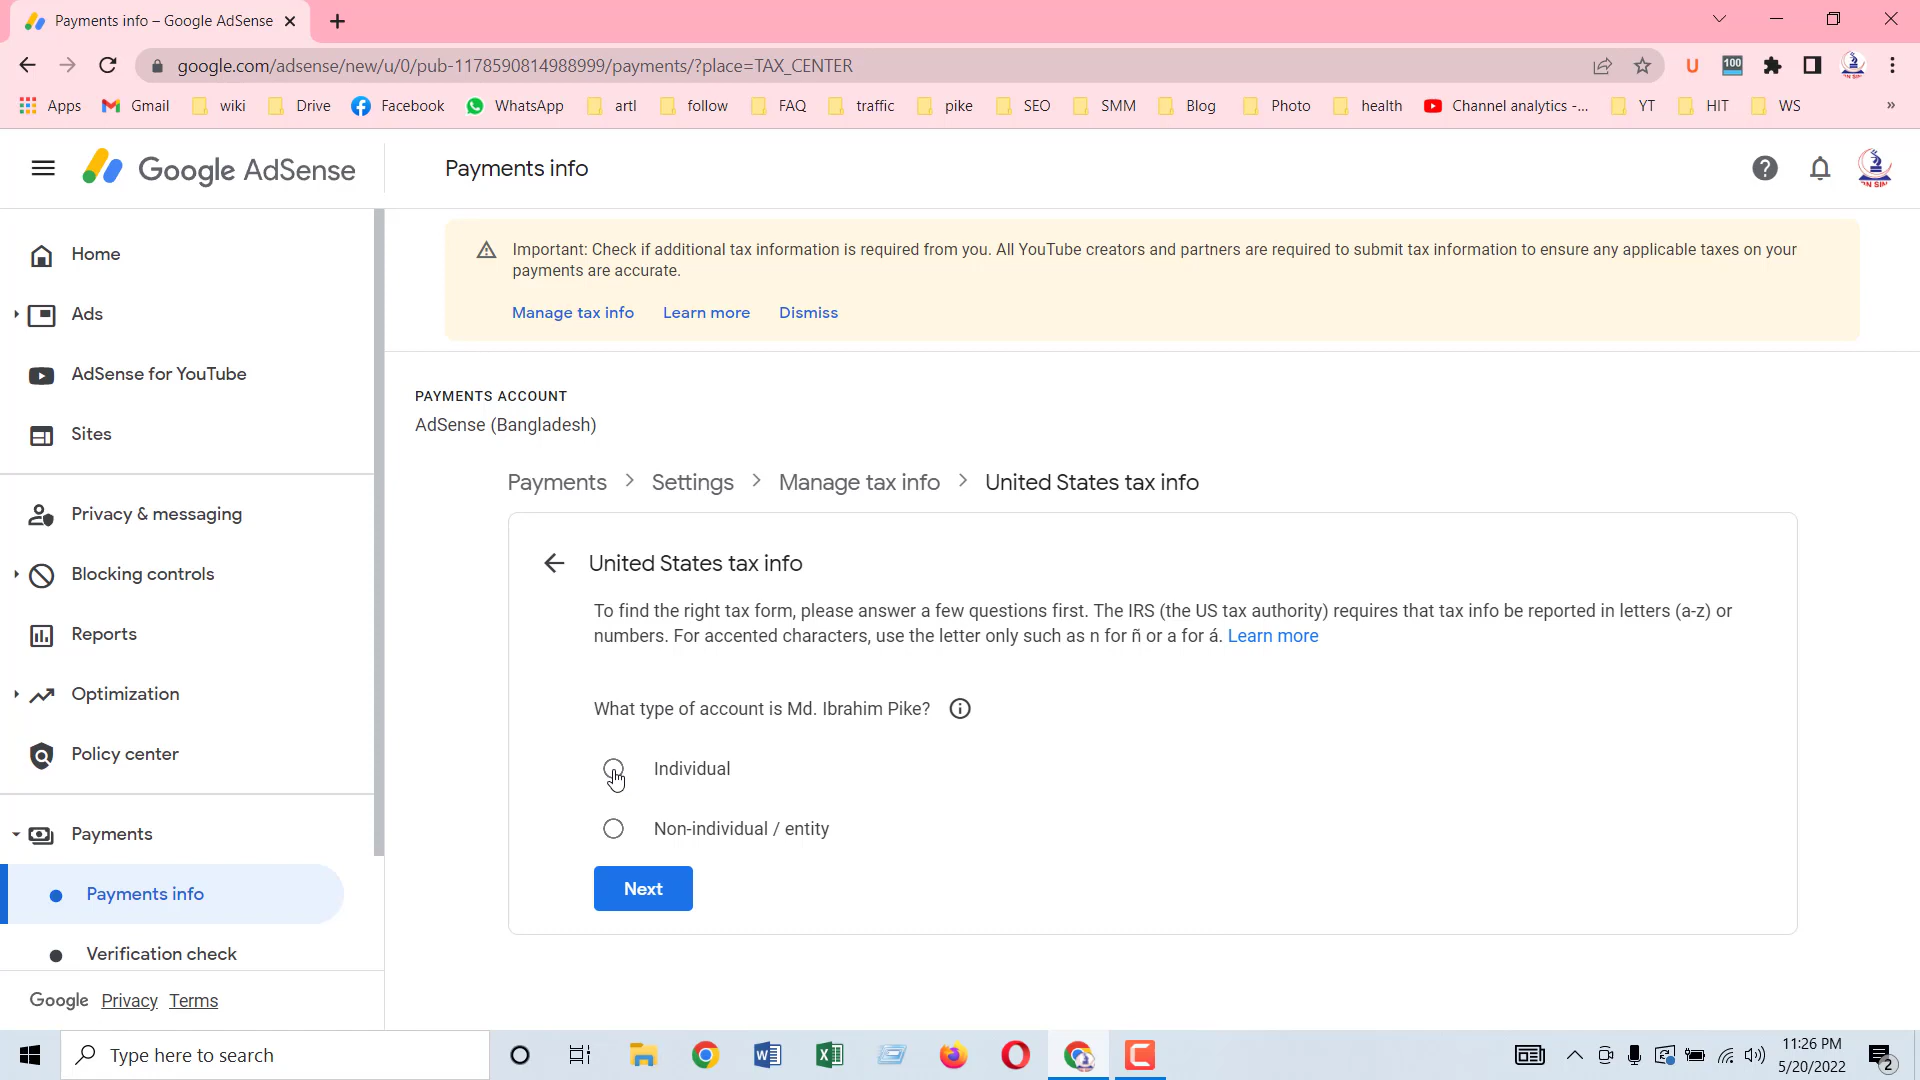 Payments info – Google AdSense
google.com/adsense/new/u/0/pub-1178590814988999/payments/?place=TAX_CENTER
U
100
Apps
Gmail
wiki
Drive
Facebook
WhatsApp
artl
follow
FAQ
traffic
pike
SEO
SMM
Blog
Photo
health
Channel analytics -...
YT
HIT
WS
»
Google AdSense
Payments info
Important: Check if additional tax information is required from you. All YouTube creators and partners are required to submit tax information to ensure any applicable taxes on your
payments are accurate.
Manage tax info Learn more Dismiss
Home
Ads
AdSense for YouTube
Sites
Privacy & messaging
Blocking controls
Reports
Optimization
Policy center
Payments
Payments info
Verification check
Google Privacy Terms
PAYMENTS ACCOUNT
AdSense (Bangladesh)
Payments > Settings > Manage tax info > United States tax info
United States tax info
To find the right tax form, please answer a few questions first. The IRS (the US tax authority) requires that tax info be reported in letters (a-z) or
numbers. For accented characters, use the letter only such as n for ñ or a for á. Learn more
What type of account is Md. Ibrahim Pike?
Individual
Non-individual / entity
Next
Type here to search
11:26 PM
5/20/2022
2